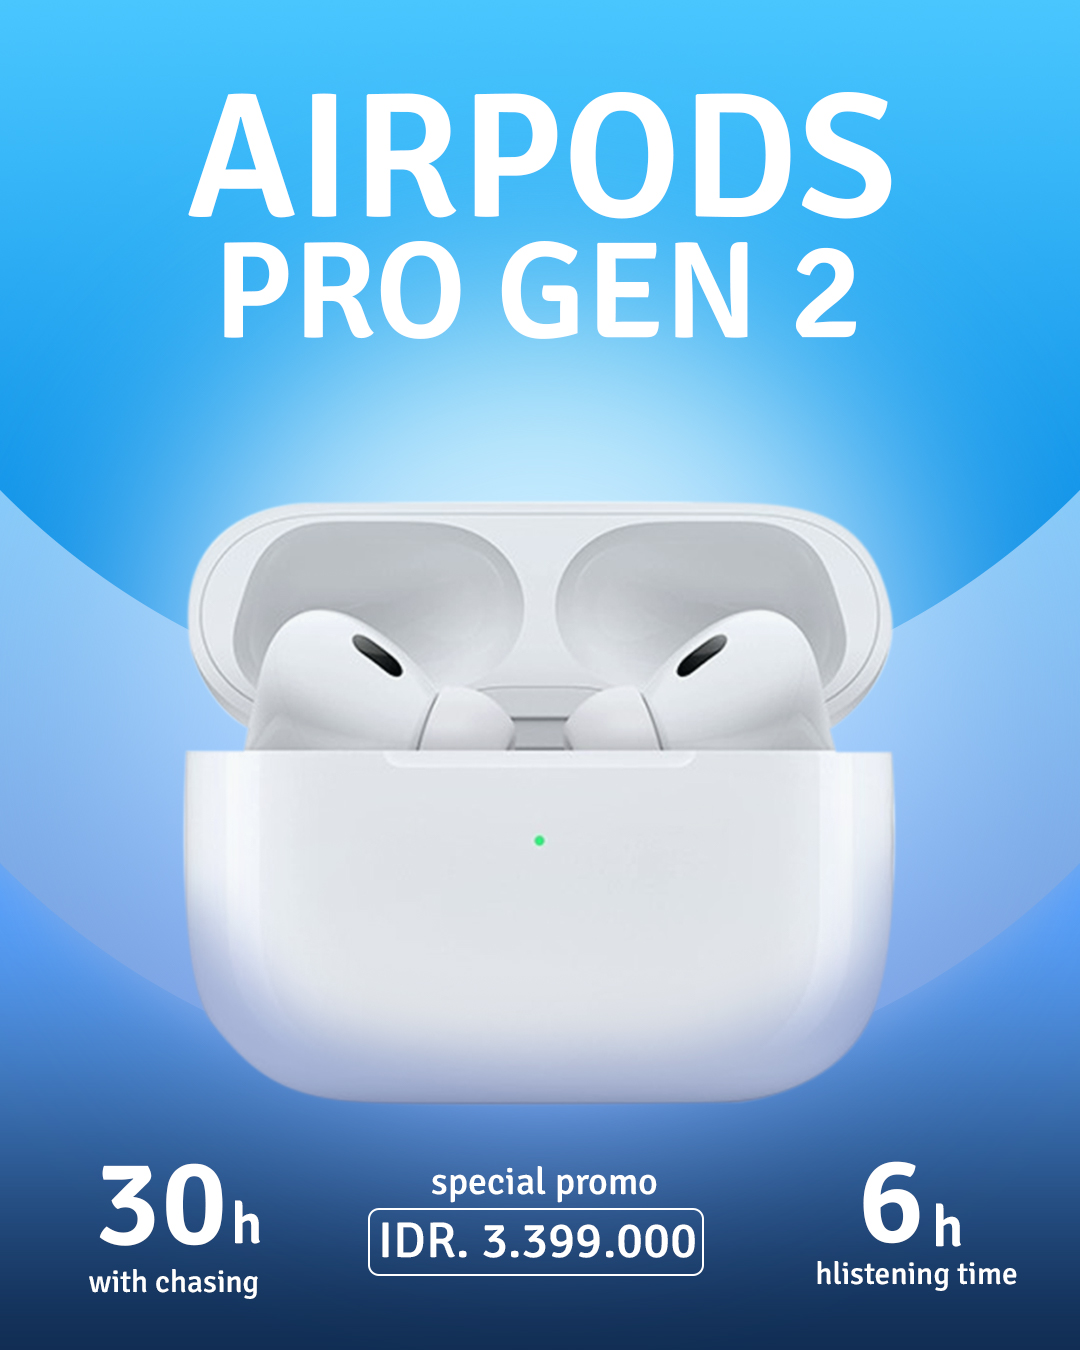 AIRPODS
PRO GEN 2
30h
with chasing
special promo
IDR. 3.399.000
6 h
hlistening time